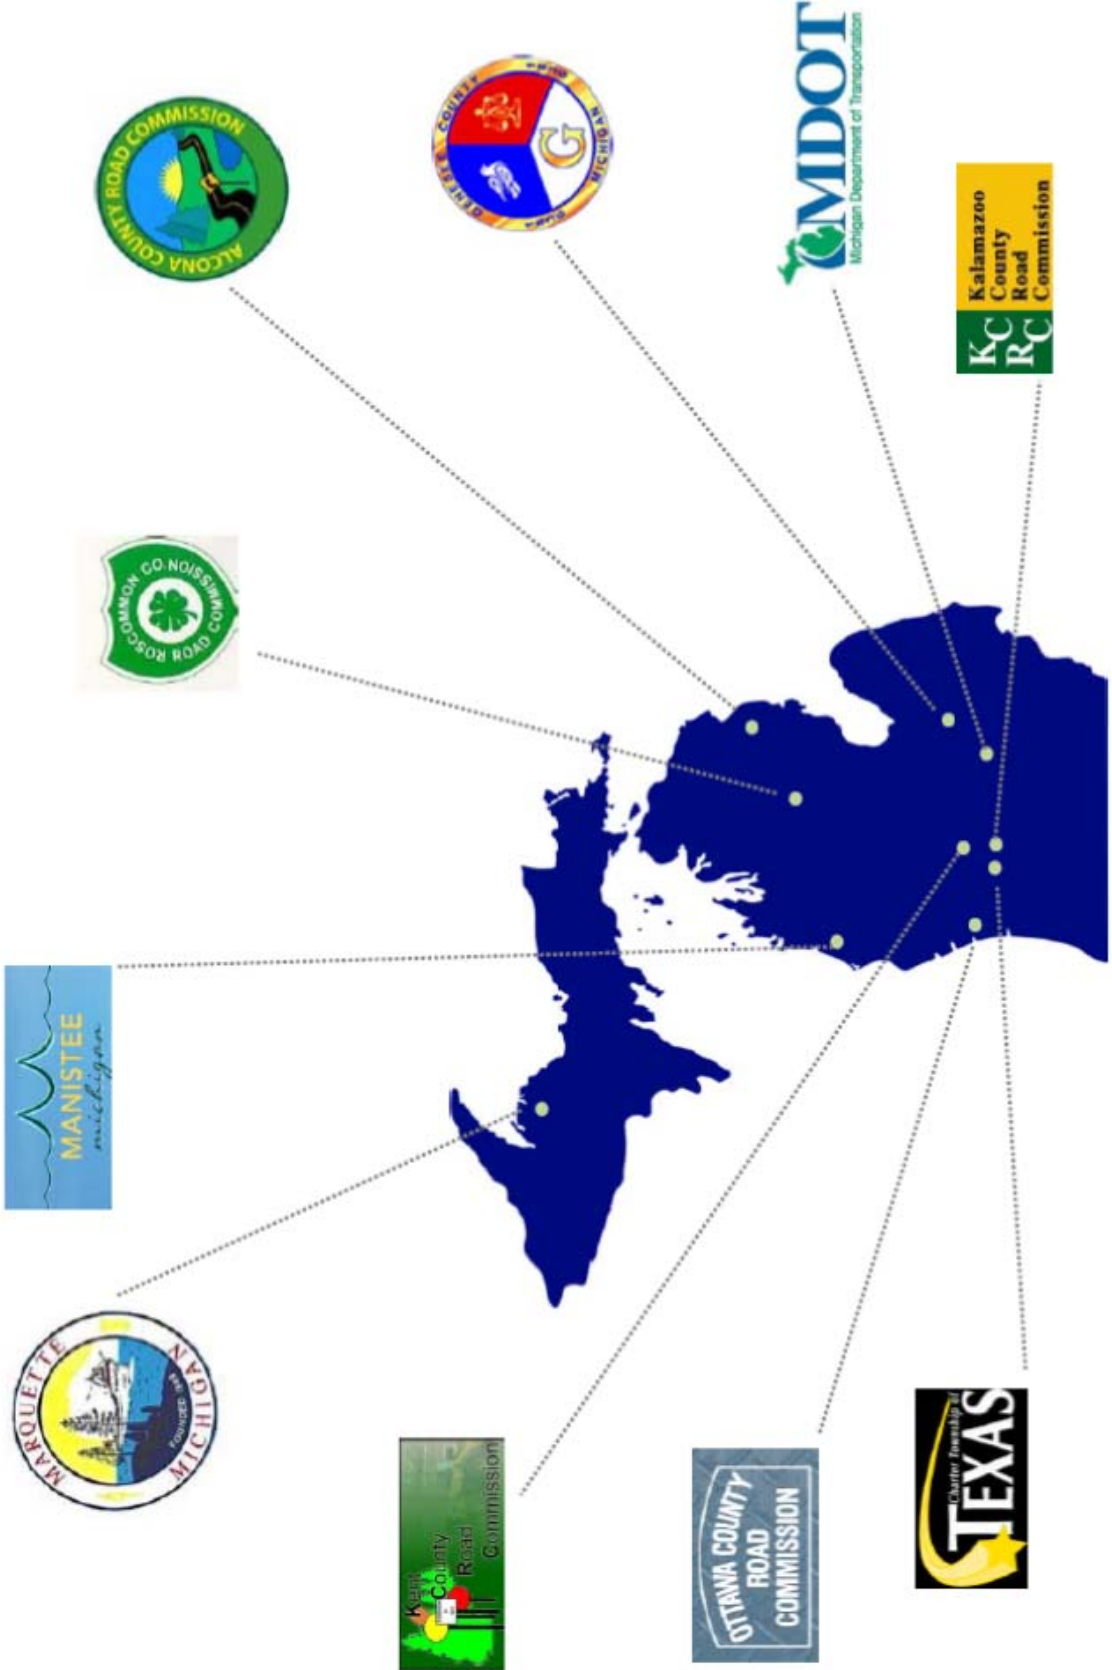 MARQUETTE
MICHIGAN
FOUNDED 1849
MANISTEE
michigan
ROSCOMMON CO.
ROAD COMMISSION
ALCONA COUNTY ROAD COMMISSION
Kent
County
Road
Commission
GENESEE COUNTY
MICHIGAN
G
OTTAWA COUNTY
ROAD
COMMISSION
MDOT
Michigan Department of Transportation
Charter Township of
TEXAS
KC
RC
Kalamazoo
County
Road
Commission